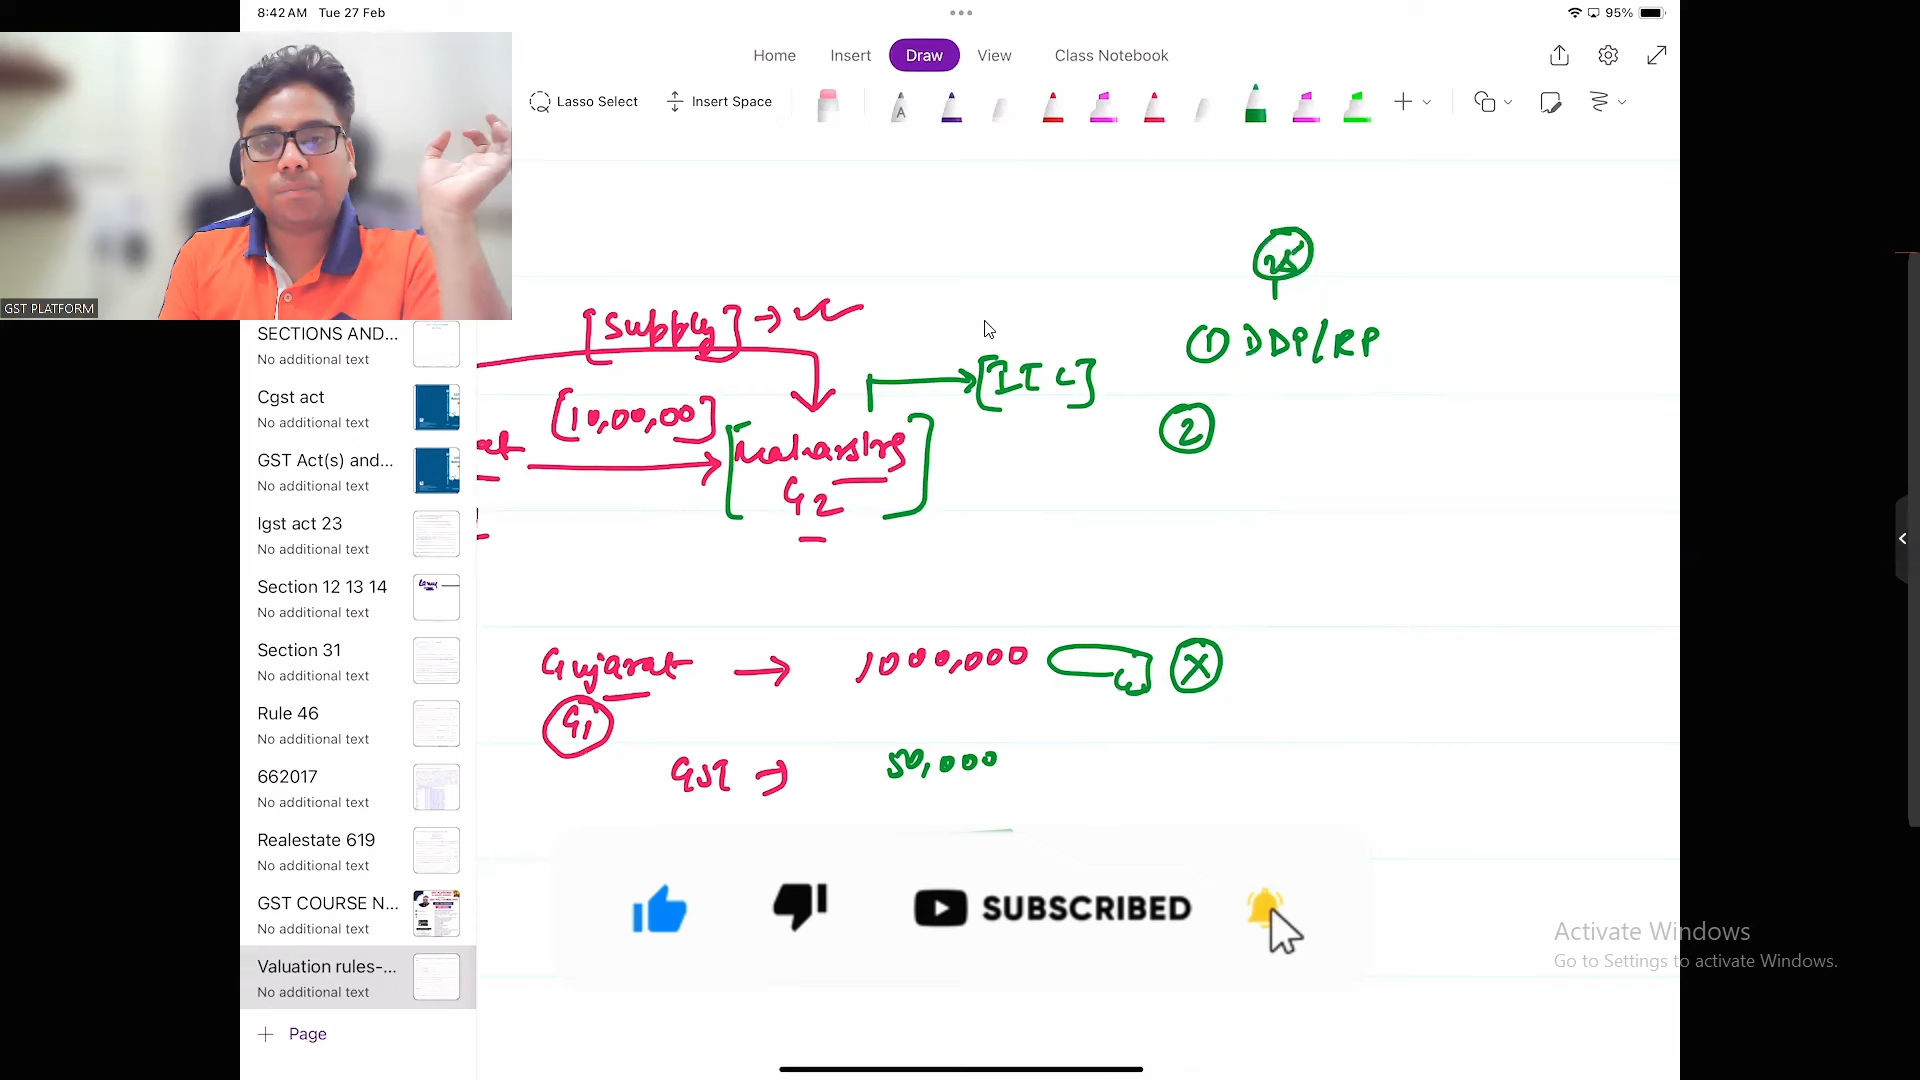 8:42 AM Tue 27 Feb
95%
Home Insert Draw View Class Notebook
Lasso Select Insert Space
A
GST PLATFORM
SECTIONS AND...
No additional text
Cgst act
No additional text
GST Act(s) and...
No additional text
Igst act 23
No additional text
Section 12 13 14
No additional text
Section 31
No additional text
Rule 46
No additional text
662017
No additional text
Realestate 619
No additional text
GST COURSE N...
No additional text
Valuation rules-...
No additional text
Page
[Supply] →
[10,00,00]
G2
[ITC]
1 DDP/RP
2
Gujarat → 1000,000 X
G1
GST → 50,000
SUBSCRIBED
Activate Windows
Go to Settings to activate Windows.